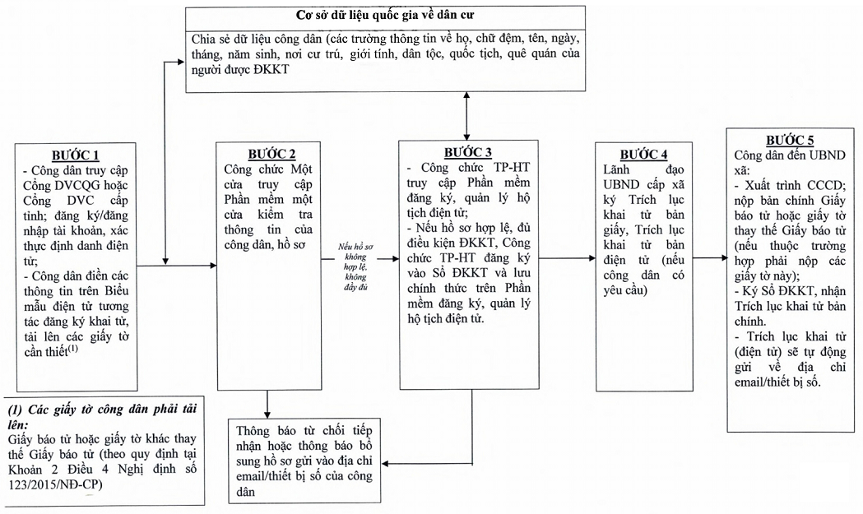 Cơ sở dữ liệu quốc gia về dân cư
Chia sẻ dữ liệu công dân (các trường thông tin về họ, chữ đệm, tên, ngày,
tháng, năm sinh, nơi cư trú, giới tính, dân tộc, quốc tịch, quê quán của
người được ĐKKT
BƯỚC 1
- Công dân truy cập
Cổng DVCQG hoặc
Cổng DVC cấp
tỉnh; đăng ký/đăng
nhập tài khoản, xác
thực định danh điện
tử;
- Công dân điền các
thông tin trên Biểu
mẫu điện tử tương
tác đăng ký khai tử,
tải lên các giấy tờ
cần thiết(1)
BƯỚC 2
Công chức Một
cửa truy cập
Phần mềm một
cửa kiểm tra
thông tin của
công dân, hồ sơ
Nếu hồ sơ
không
hợp lệ,
không
đầy đủ
BƯỚC 3
- Công chức TP-HT
truy cập Phần mềm
đăng ký, quản lý hộ
tịch điện tử;
- Nếu hồ sơ hợp lệ, đủ
điều kiện ĐKKT, Công
chức TP-HT đăng ký
vào Sổ ĐKKT và lưu
chính thức trên Phần
mềm đăng ký, quản lý
hộ tịch điện tử.
BƯỚC 4
Lãnh đạo
UBND cấp xã
ký Trích lục
khai tử bản
giấy, Trích lục
khai tử bản
điện tử (nếu
công dân có
yêu cầu)
BƯỚC 5
Công dân đến UBND
xã:
- Xuất trình CCCD;
nộp bản chính Giấy
báo tử hoặc giấy tờ
thay thế Giấy báo tử
(nếu thuộc trường
hợp phải nộp các
giấy tờ này);
- Ký Sổ ĐKKT, nhận
Trích lục khai tử bản
chính.
- Trích lục khai tử
(điện tử) sẽ tự động
gửi về địa chỉ
email/thiết bị số.
(1) Các giấy tờ công dân phải tải
lên:
Giấy báo tử hoặc giấy tờ khác thay
thế Giấy báo tử (theo quy định tại
Khoản 2 Điều 4 Nghị định số
123/2015/NĐ-CP)
Thông báo từ chối tiếp
nhận hoặc thông báo bổ
sung hồ sơ gửi vào địa chỉ
email/thiết bị số của công
dân